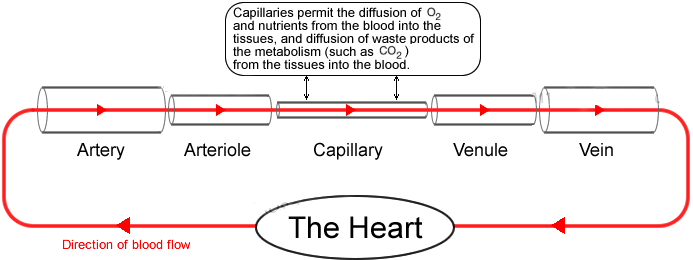 Capillaries permit the diffusion of O₂
and nutrients from the blood into the
tissues, and diffusion of waste products of
the metabolism (such as CO₂)
from the tissues into the blood.
Artery
Arteriole
Capillary
Venule
Vein
The Heart
Direction of blood flow